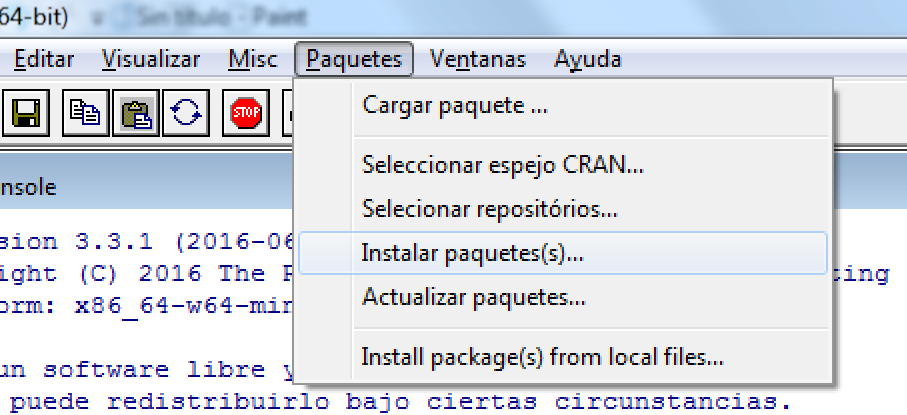 64-bit) Sin título - Paint
Editar Visualizar Misc Paquetes Ventanas Ayuda
STOP
Cargar paquete ...
Seleccionar espejo CRAN...
Selecionar repositórios...
Instalar paquetes(s)...
Actualizar paquetes...
Install package(s) from local files...
nsole
sion 3.3.1 (2016-06
ight (C) 2016 The R ting
orm: x86_64-w64-min
un software libre y
puede redistribuirlo bajo ciertas circunstancias.